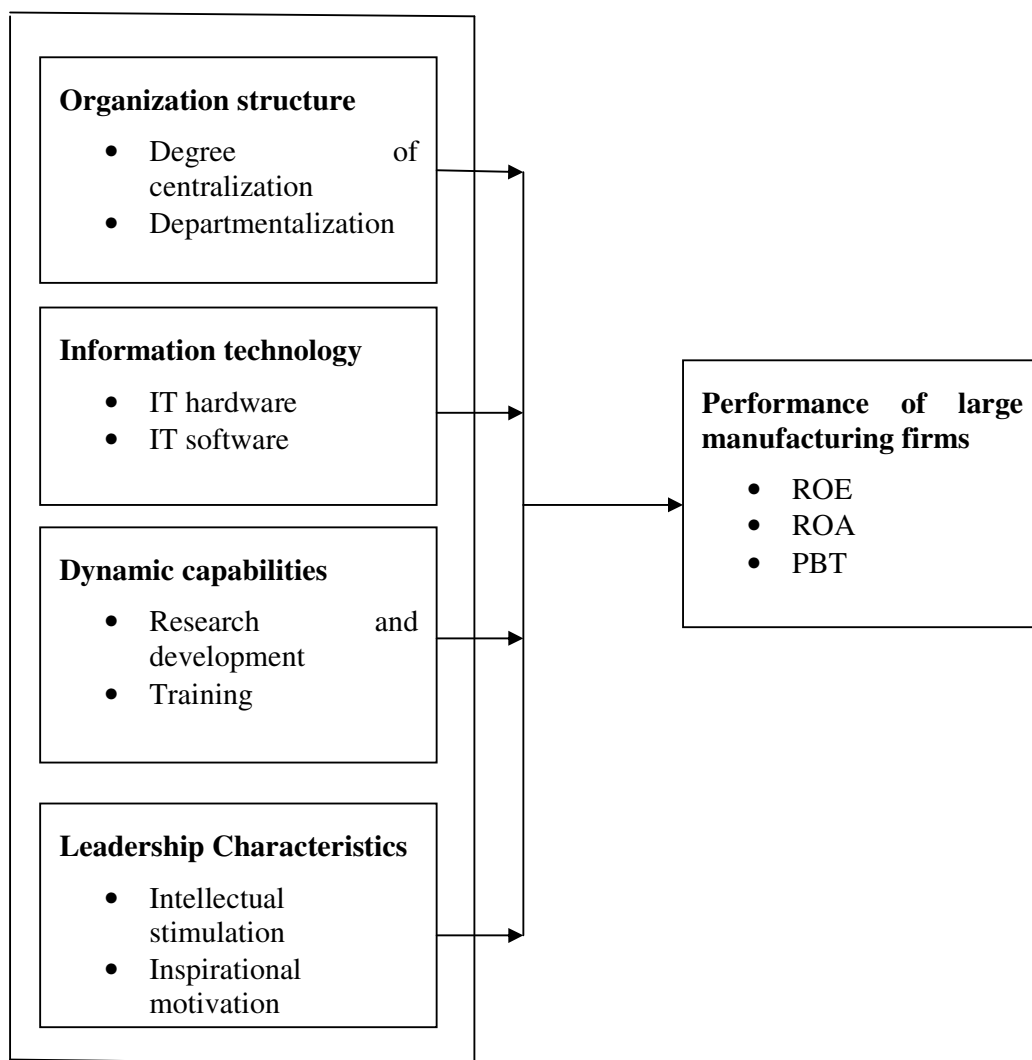 Organization structure
• Degree of
centralization
• Departmentalization
Information technology
• IT hardware
• IT software
Dynamic capabilities
• Research and
development
• Training
Leadership Characteristics
• Intellectual
stimulation
• Inspirational
motivation
Performance of large
manufacturing firms
• ROE
• ROA
• PBT